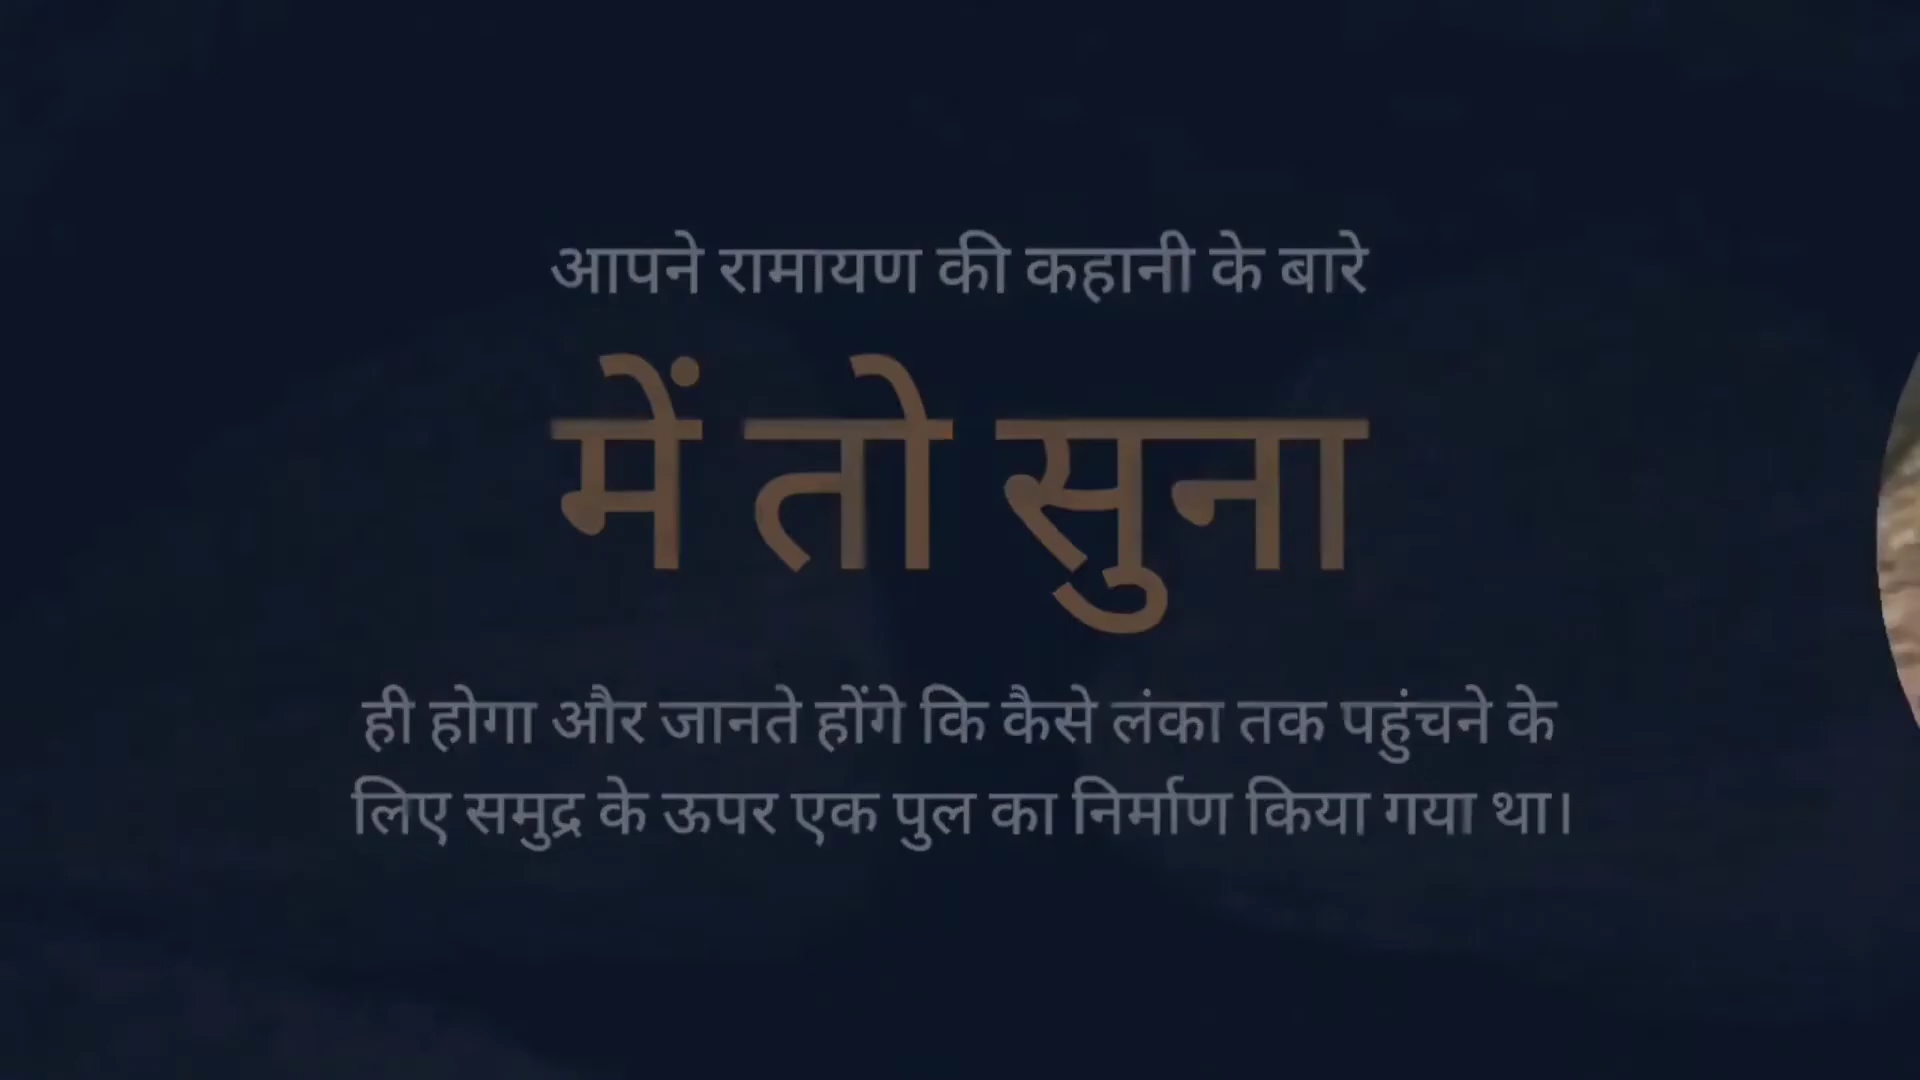 आपने रामायण की कहानी के बारे
में तो सुना
ही होगा और जानते होंगे कि कैसे लंका तक पहुंचने के
लिए समुद्र के ऊपर एक पुल का निर्माण किया गया था।